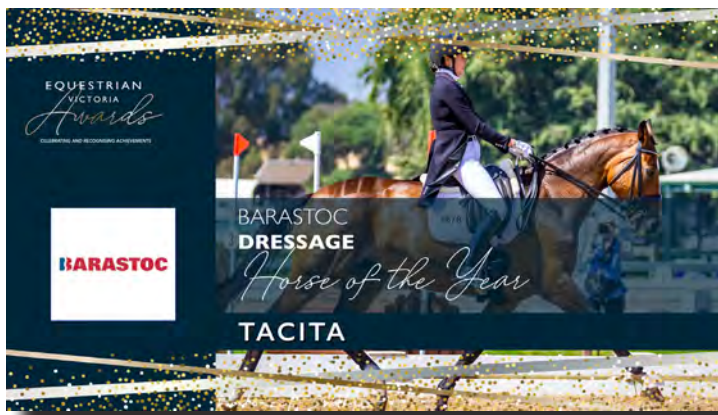 EQUESTRIAN
VICTORIA
Awards
CELEBRATING AND RECOGNISING ACHIEVEMENTS
BARASTOC
BARASTOC
DRESSAGE
Horse of the Year
TACITA